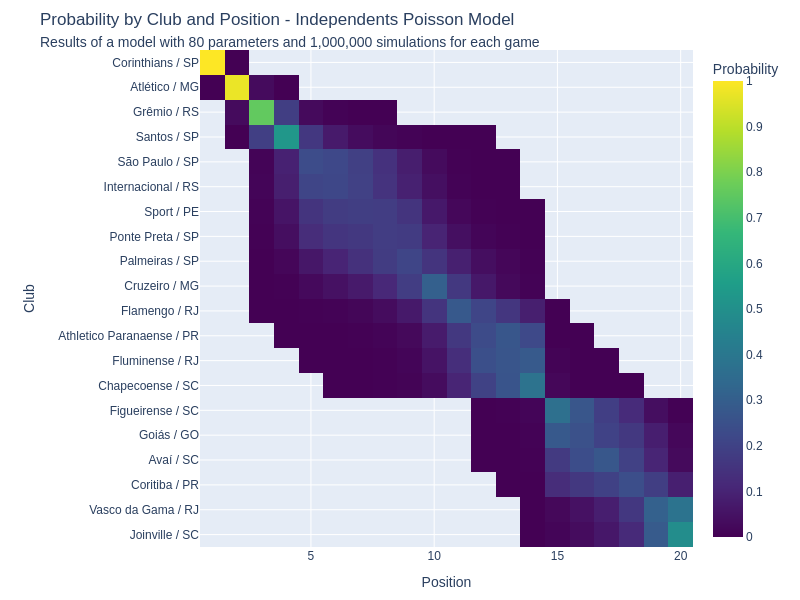 Probability by Club and Position - Independents Poisson Model
Results of a model with 80 parameters and 1,000,000 simulations for each game
Probability
Corinthians / SP
Atlético / MG
Grêmio / RS
Santos / SP
São Paulo / SP
Internacional / RS
Sport / PE
Ponte Preta / SP
Palmeiras / SP
Cruzeiro / MG
Flamengo / RJ
Athletico Paranaense / PR
Fluminense / RJ
Chapecoense / SC
Figueirense / SC
Goiás / GO
Avaí / SC
Coritiba / PR
Vasco da Gama / RJ
Joinville / SC
Club
5
10
15
20
Position
1
0.9
0.8
0.7
0.6
0.5
0.4
0.3
0.2
0.1
0